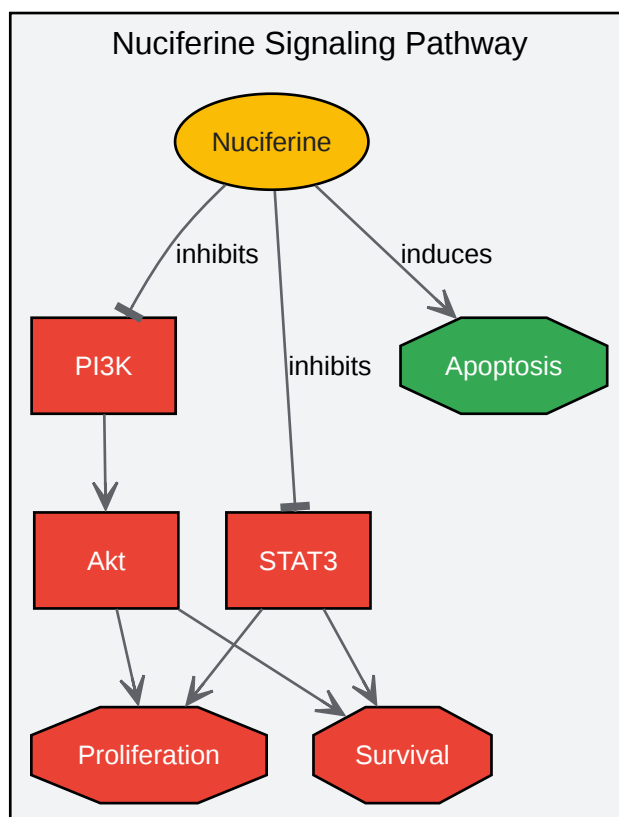 Nuciferine Signaling Pathway
Nuciferine
inhibits
induces
PI3K
inhibits
Apoptosis
Akt
STAT3
Proliferation
Survival